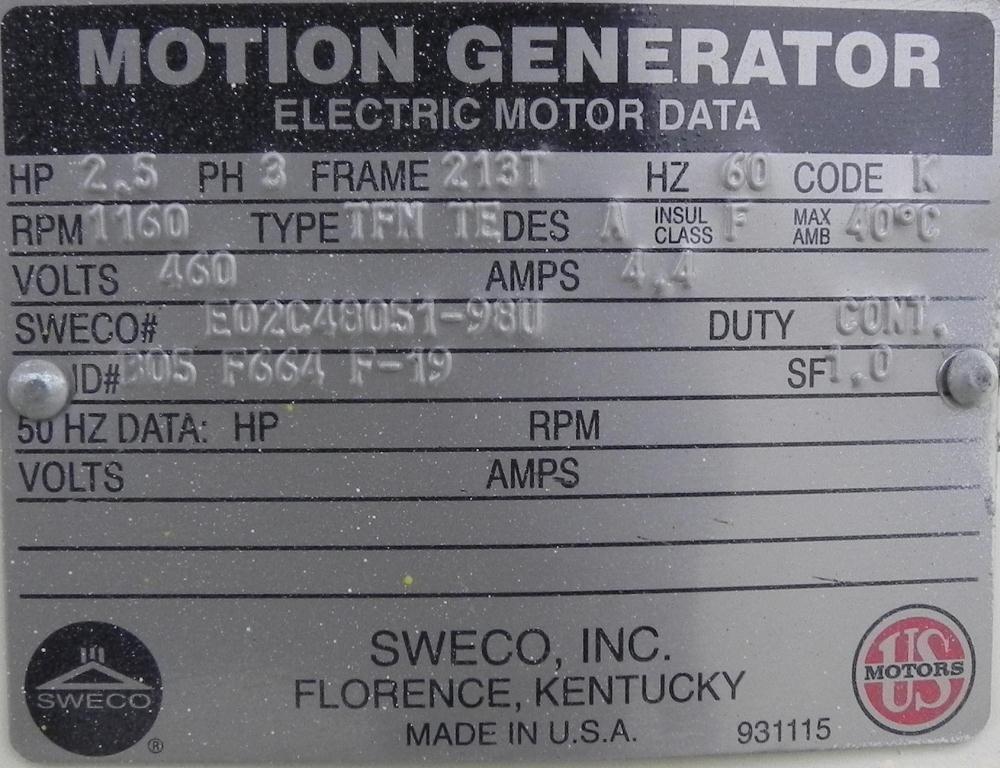 MOTION GENERATOR
ELECTRIC MOTOR DATA
HP 2.5 PH 3 FRAME 213T HZ 60 CODE K
RPM 1160 TYPE TFN TE DES A INSUL CLASS F MAX AMB 40°C
VOLTS 460 AMPS 4.4
SWECO# E02C48051-98U DUTY CONT.
ID# B05 F664 F-19 SF 1.0
50 HZ DATA: HP RPM
VOLTS AMPS
SWECO, INC.
FLORENCE, KENTUCKY
MADE IN U.S.A. 931115
SWECO ®
US MOTORS